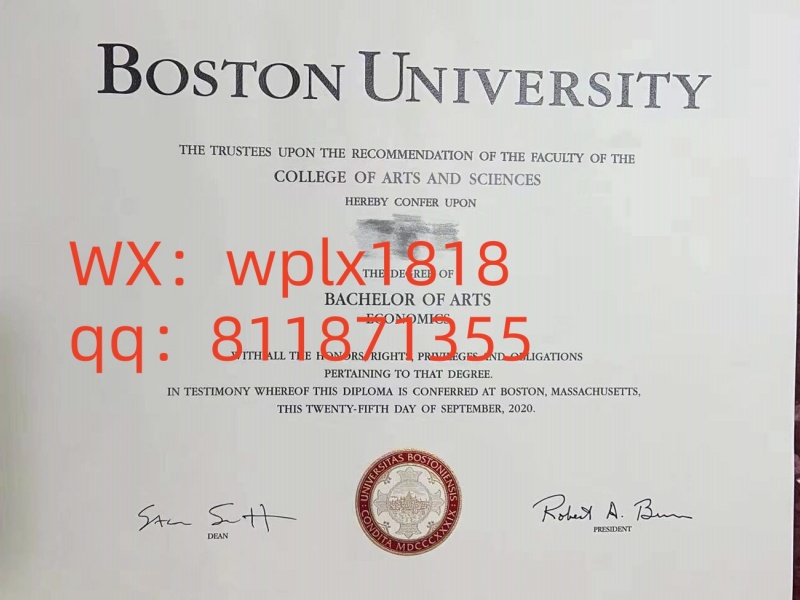 BOSTON UNIVERSITY
THE TRUSTEES UPON THE RECOMMENDATION OF THE FACULTY OF THE
COLLEGE OF ARTS AND SCIENCES
HEREBY CONFER UPON
WX：wplx1818
THE DEGREE OF
BACHELOR OF ARTS
ECONOMICS
qq：811871355
WITH ALL THE HONORS, RIGHTS, PRIVILEGES AND OBLIGATIONS
PERTAINING TO THAT DEGREE.
IN TESTIMONY WHEREOF THIS DIPLOMA IS CONFERRED AT BOSTON, MASSACHUSETTS,
THIS TWENTY-FIFTH DAY OF SEPTEMBER, 2020.
UNIVERSITAS BOSTONIENSIS
CONDITA MDCCCXXXIX
Robert A.
DEAN
PRESIDENT